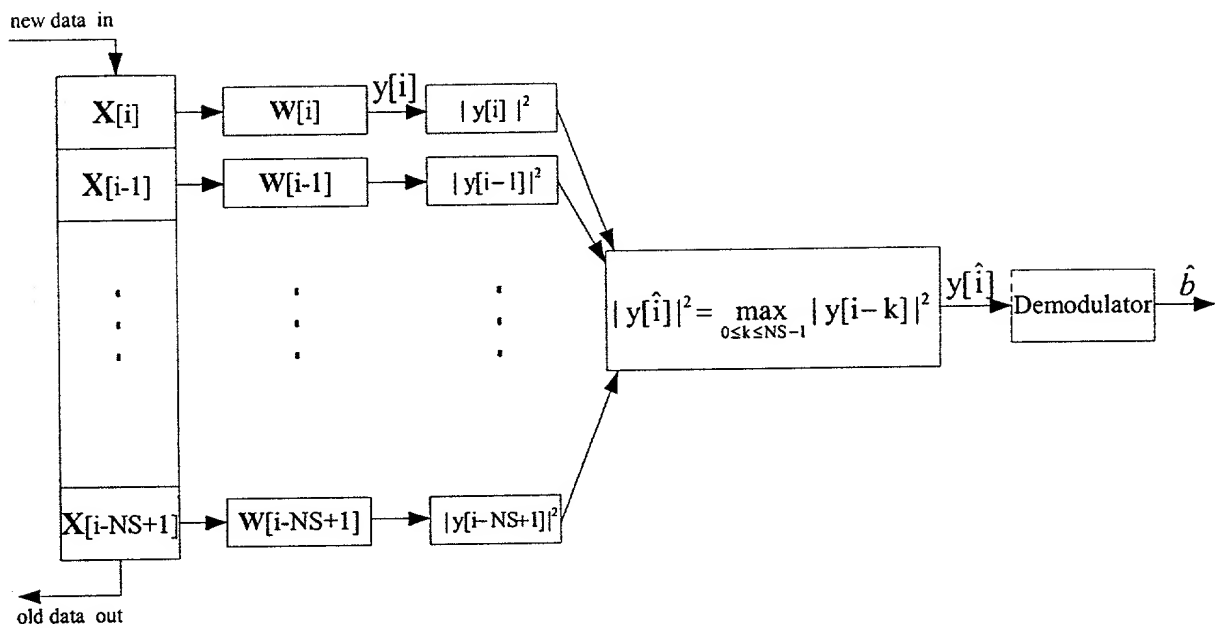 new data in
X[i]
W[i]
y[i]
| y[i] |²
X[i-1]
W[i-1]
| y[i−1]|²
| y[î]|² = max | y[i−k] |²
0≤k≤NS−1
y[î]
Demodulator
b̂
X[i-NS+1]
W[i-NS+1]
|y[i−NS+1]|²
old data out